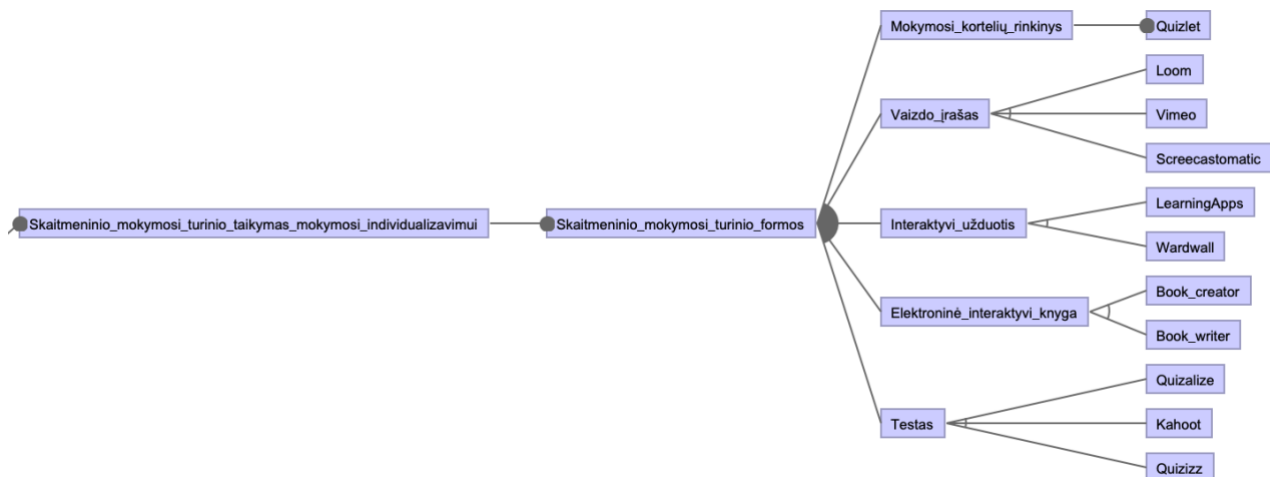 Mokymosi_kortelių_rinkinys
Quizlet
Loom
Vaizdo_įrašas
Vimeo
Screecastomatic
Skaitmeninio_mokymosi_turinio_taikymas_mokymosi_individualizavimui
Skaitmeninio_mokymosi_turinio_formos
Interaktyvi_užduotis
LearningApps
Wardwall
Elektroninė_interaktyvi_knyga
Book_creator
Book_writer
Testas
Quizalize
Kahoot
Quizizz